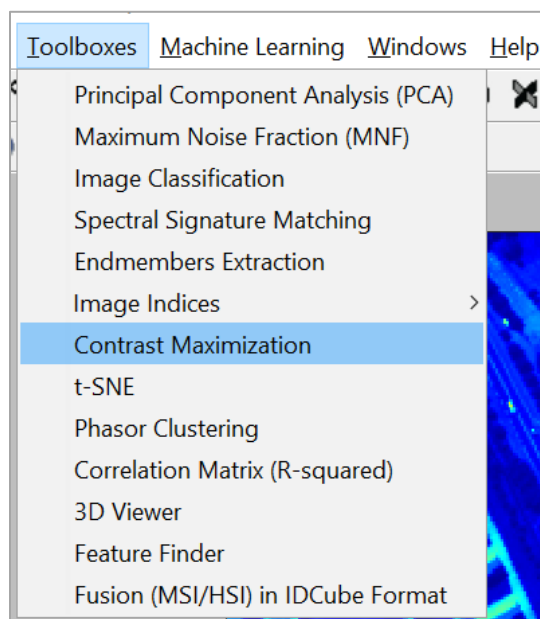 Toolboxes Machine Learning Windows Help
Principal Component Analysis (PCA)
Maximum Noise Fraction (MNF)
Image Classification
Spectral Signature Matching
Endmembers Extraction
Image Indices >
Contrast Maximization
t-SNE
Phasor Clustering
Correlation Matrix (R-squared)
3D Viewer
Feature Finder
Fusion (MSI/HSI) in IDCube Format